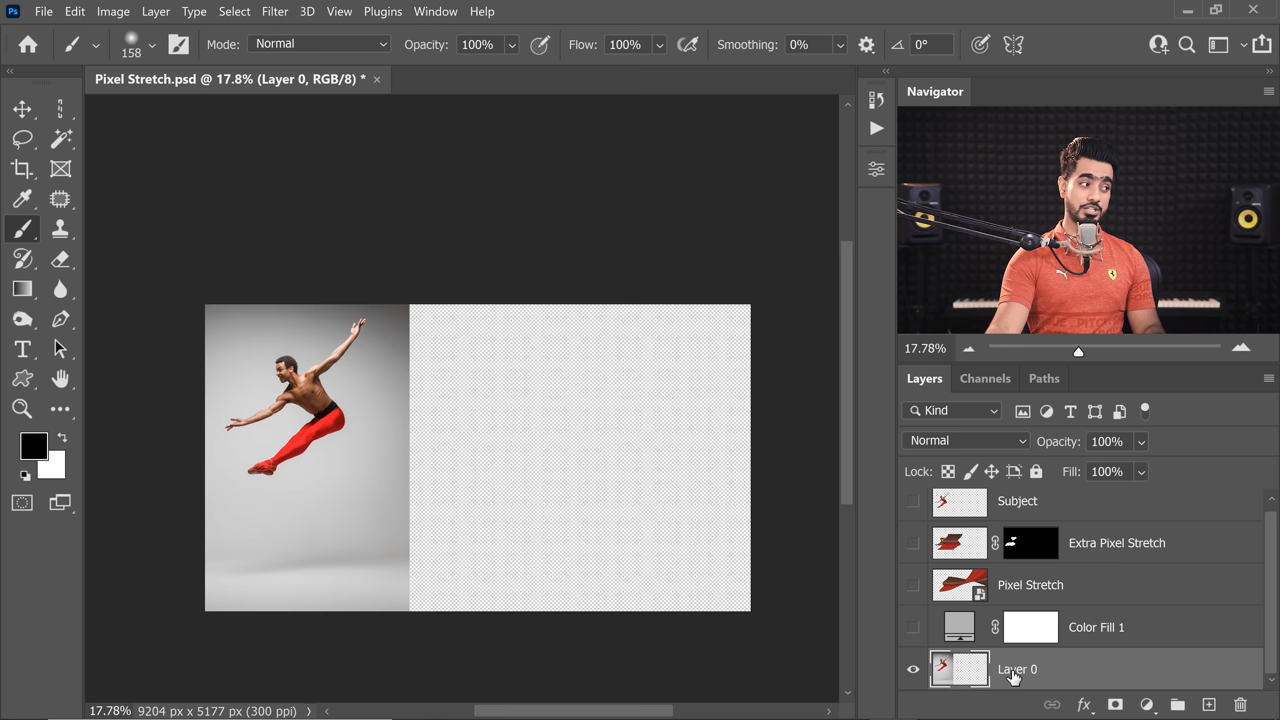 Ps File Edit Image Layer Type Select Filter 3D View Plugins Window Help
158 Mode: Normal Opacity: 100% Flow: 100% Smoothing: 0% 0°
Pixel Stretch.psd @ 17.8% (Layer 0, RGB/8) *
Navigator
17.78%
Layers Channels Paths
Kind
Normal Opacity: 100%
Lock: Fill: 100%
Subject
Extra Pixel Stretch
Pixel Stretch
Color Fill 1
Layer 0
17.78% 9204 px x 5177 px (300 ppi)